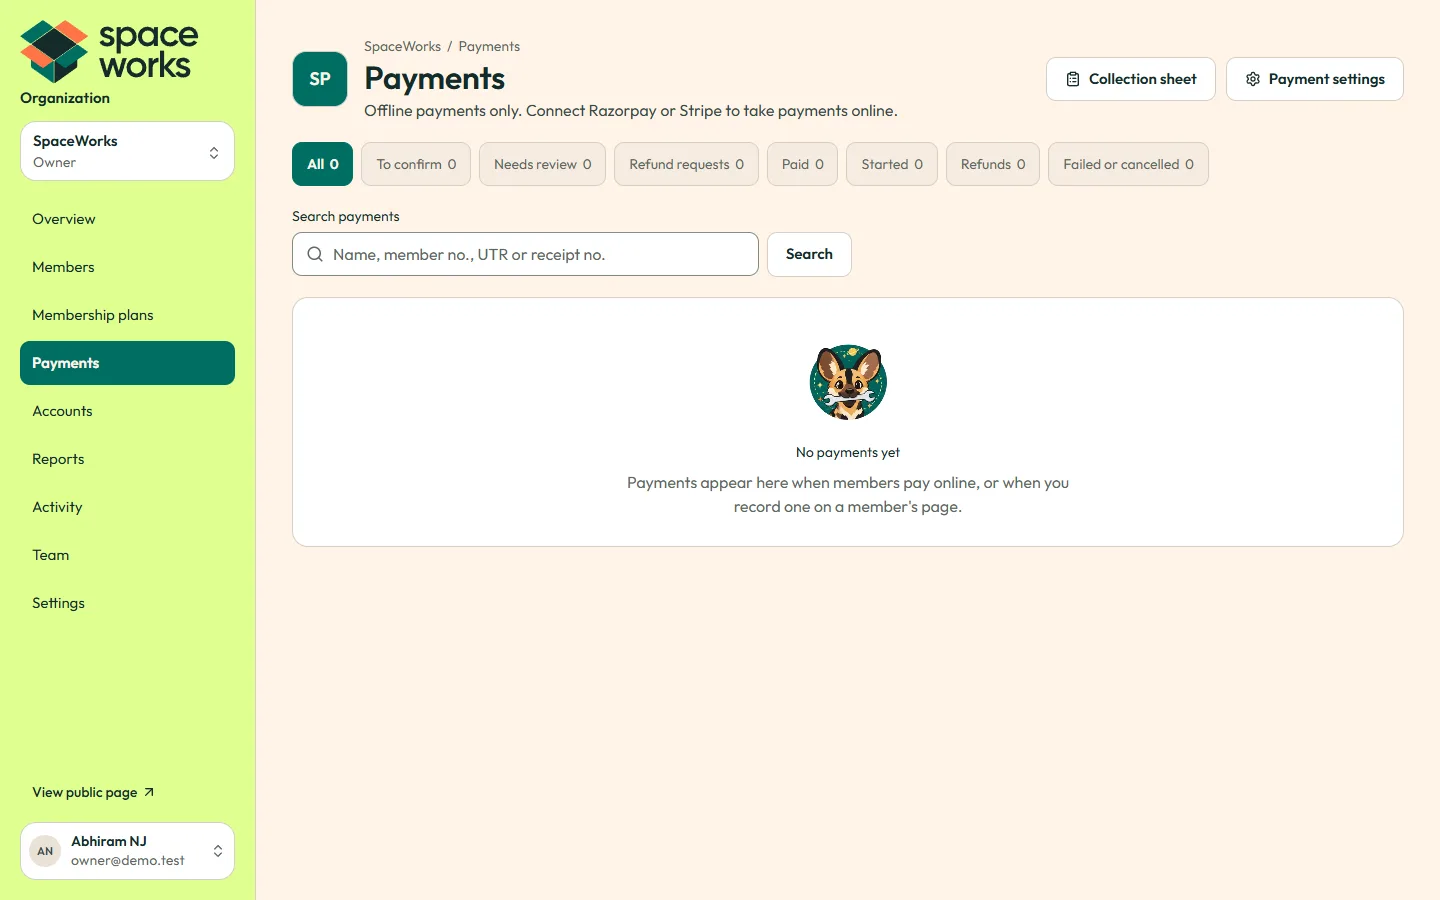 space
works
Organization
SpaceWorks
Owner
Overview
Members
Membership plans
Payments
Accounts
Reports
Activity
Team
Settings
View public page
AN
Abhiram NJ
owner@demo.test
SP
SpaceWorks / Payments
Payments
Offline payments only. Connect Razorpay or Stripe to take payments online.
Collection sheet
Payment settings
All 0
To confirm 0
Needs review 0
Refund requests 0
Paid 0
Started 0
Refunds 0
Failed or cancelled 0
Search payments
Name, member no., UTR or receipt no.
Search
No payments yet
Payments appear here when members pay online, or when you
record one on a member's page.